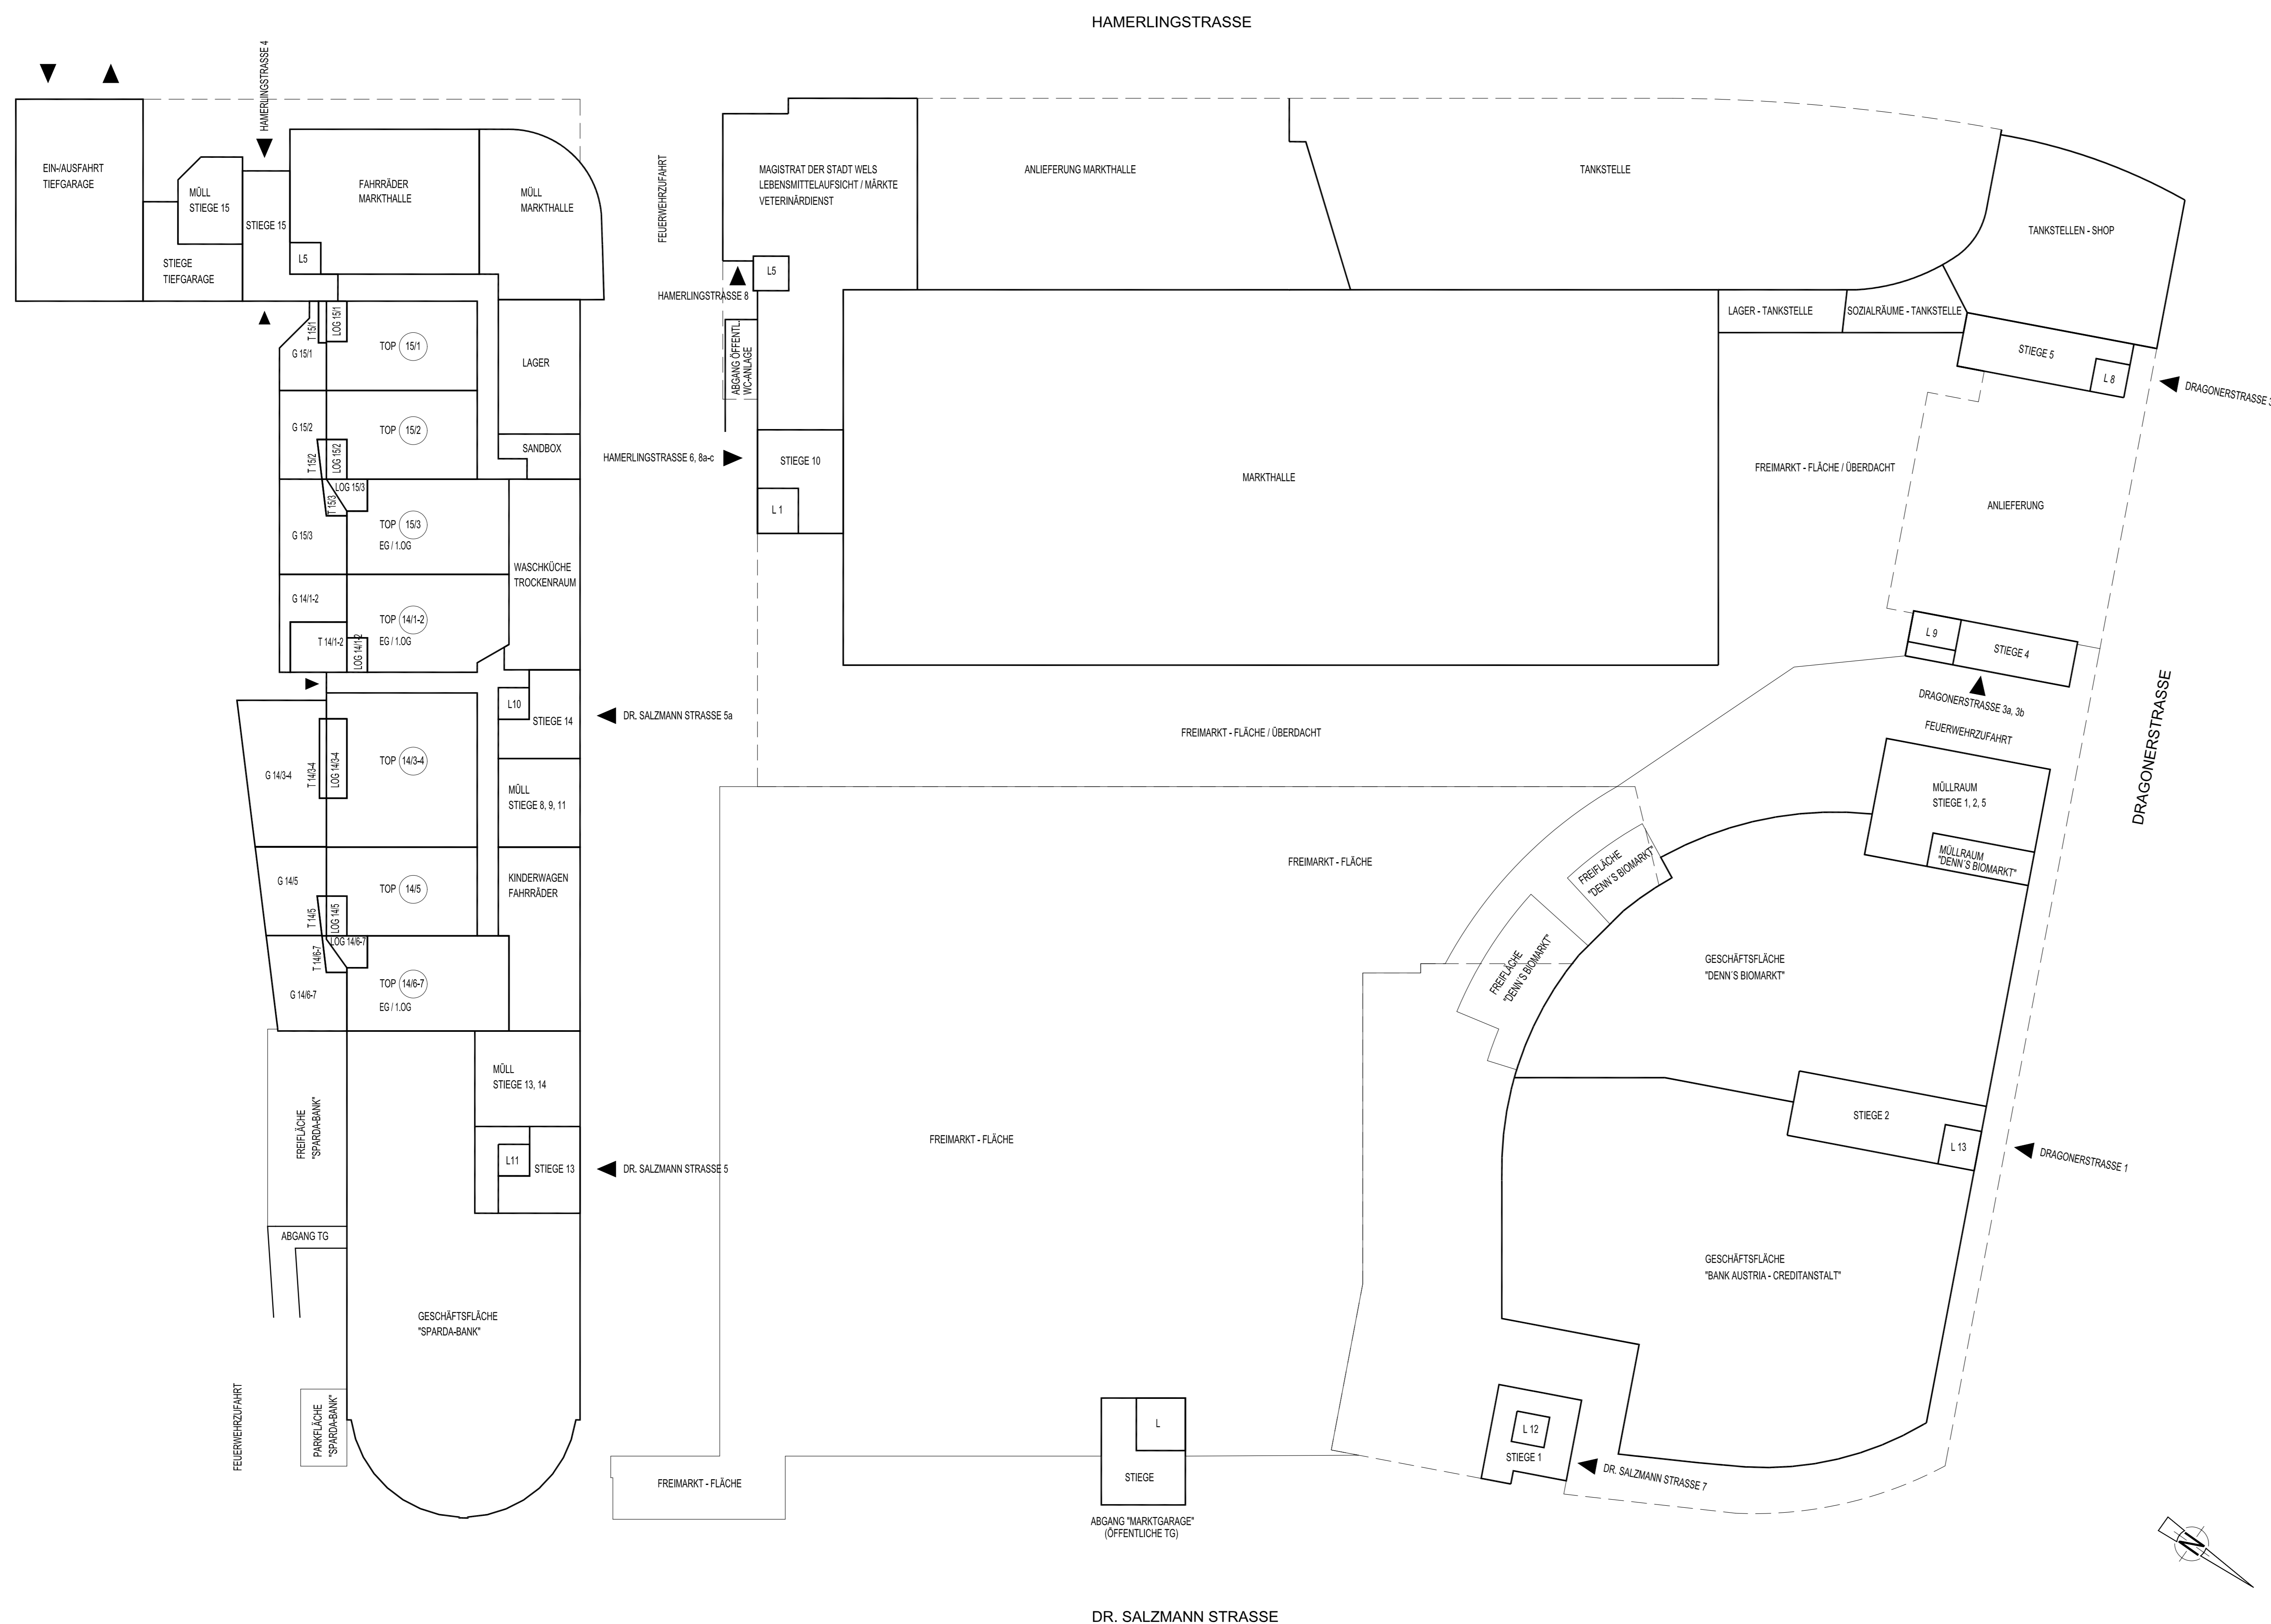 HAMERLINGSTRASSE
HAMERLINGSTRASSE 4
EIN-/AUSFAHRT
TIEFGARAGE
MÜLL
STIEGE 15
STIEGE 15
STIEGE
TIEFGARAGE
FAHRRÄDER
MARKTHALLE
L5
MÜLL
MARKTHALLE
FEUERWEHRZUFAHRT
MAGISTRAT DER STADT WELS
LEBENSMITTELAUFSICHT / MÄRKTE
VETERINÄRDIENST
L5
HAMERLINGSTRASSE 8
ABGANG ÖFFENTL.
WC-ANLAGE
ANLIEFERUNG MARKTHALLE
TANKSTELLE
TANKSTELLEN - SHOP
LAGER - TANKSTELLE
SOZIALRÄUME - TANKSTELLE
STIEGE 5
L 8
DRAGONERSTRASSE 3
G 15/1
T 15/1
LOG 15/1
TOP 15/1
LAGER
G 15/2
T 15/2
LOG 15/2
TOP 15/2
SANDBOX
HAMERLINGSTRASSE 6, 8a-c
STIEGE 10
L 1
MARKTHALLE
FREIMARKT - FLÄCHE / ÜBERDACHT
ANLIEFERUNG
LOG 15/3
T 15/3
G 15/3
TOP 15/3
EG / 1.OG
WASCHKÜCHE
TROCKENRAUM
G 14/1-2
T 14/1-2
LOG 14/1-2
TOP 14/1-2
EG / 1.OG
L 9
STIEGE 4
DRAGONERSTRASSE 3a, 3b
FEUERWEHRZUFAHRT
DRAGONERSTRASSE
L10
STIEGE 14
DR. SALZMANN STRASSE 5a
FREIMARKT - FLÄCHE / ÜBERDACHT
G 14/3-4
T 14/3-4
LOG 14/3-4
TOP 14/3-4
MÜLL
STIEGE 8, 9, 11
MÜLLRAUM
STIEGE 1, 2, 5
MÜLLRAUM
"DENN´S BIOMARKT"
FREIMARKT - FLÄCHE
FREIFLÄCHE
"DENN´S BIOMARKT"
G 14/5
T 14/5
LOG 14/5
TOP 14/5
KINDERWAGEN
FAHRRÄDER
FREIFLÄCHE
"DENN´S BIOMARKT"
GESCHÄFTSFLÄCHE
"DENN´S BIOMARKT"
LOG 14/6-7
T 14/6-7
G 14/6-7
TOP 14/6-7
EG / 1.OG
FREIFLÄCHE
"SPARDA-BANK"
MÜLL
STIEGE 13, 14
L11
STIEGE 13
DR. SALZMANN STRASSE 5
FREIMARKT - FLÄCHE
STIEGE 2
L 13
DRAGONERSTRASSE 1
ABGANG TG
GESCHÄFTSFLÄCHE
"SPARDA-BANK"
GESCHÄFTSFLÄCHE
"BANK AUSTRIA - CREDITANSTALT"
FEUERWEHRZUFAHRT
PARKFLÄCHE
"SPARDA-BANK"
FREIMARKT - FLÄCHE
L
STIEGE
ABGANG "MARKTGARAGE"
(ÖFFENTLICHE TG)
L 12
STIEGE 1
DR. SALZMANN STRASSE 7
N
DR. SALZMANN STRASSE